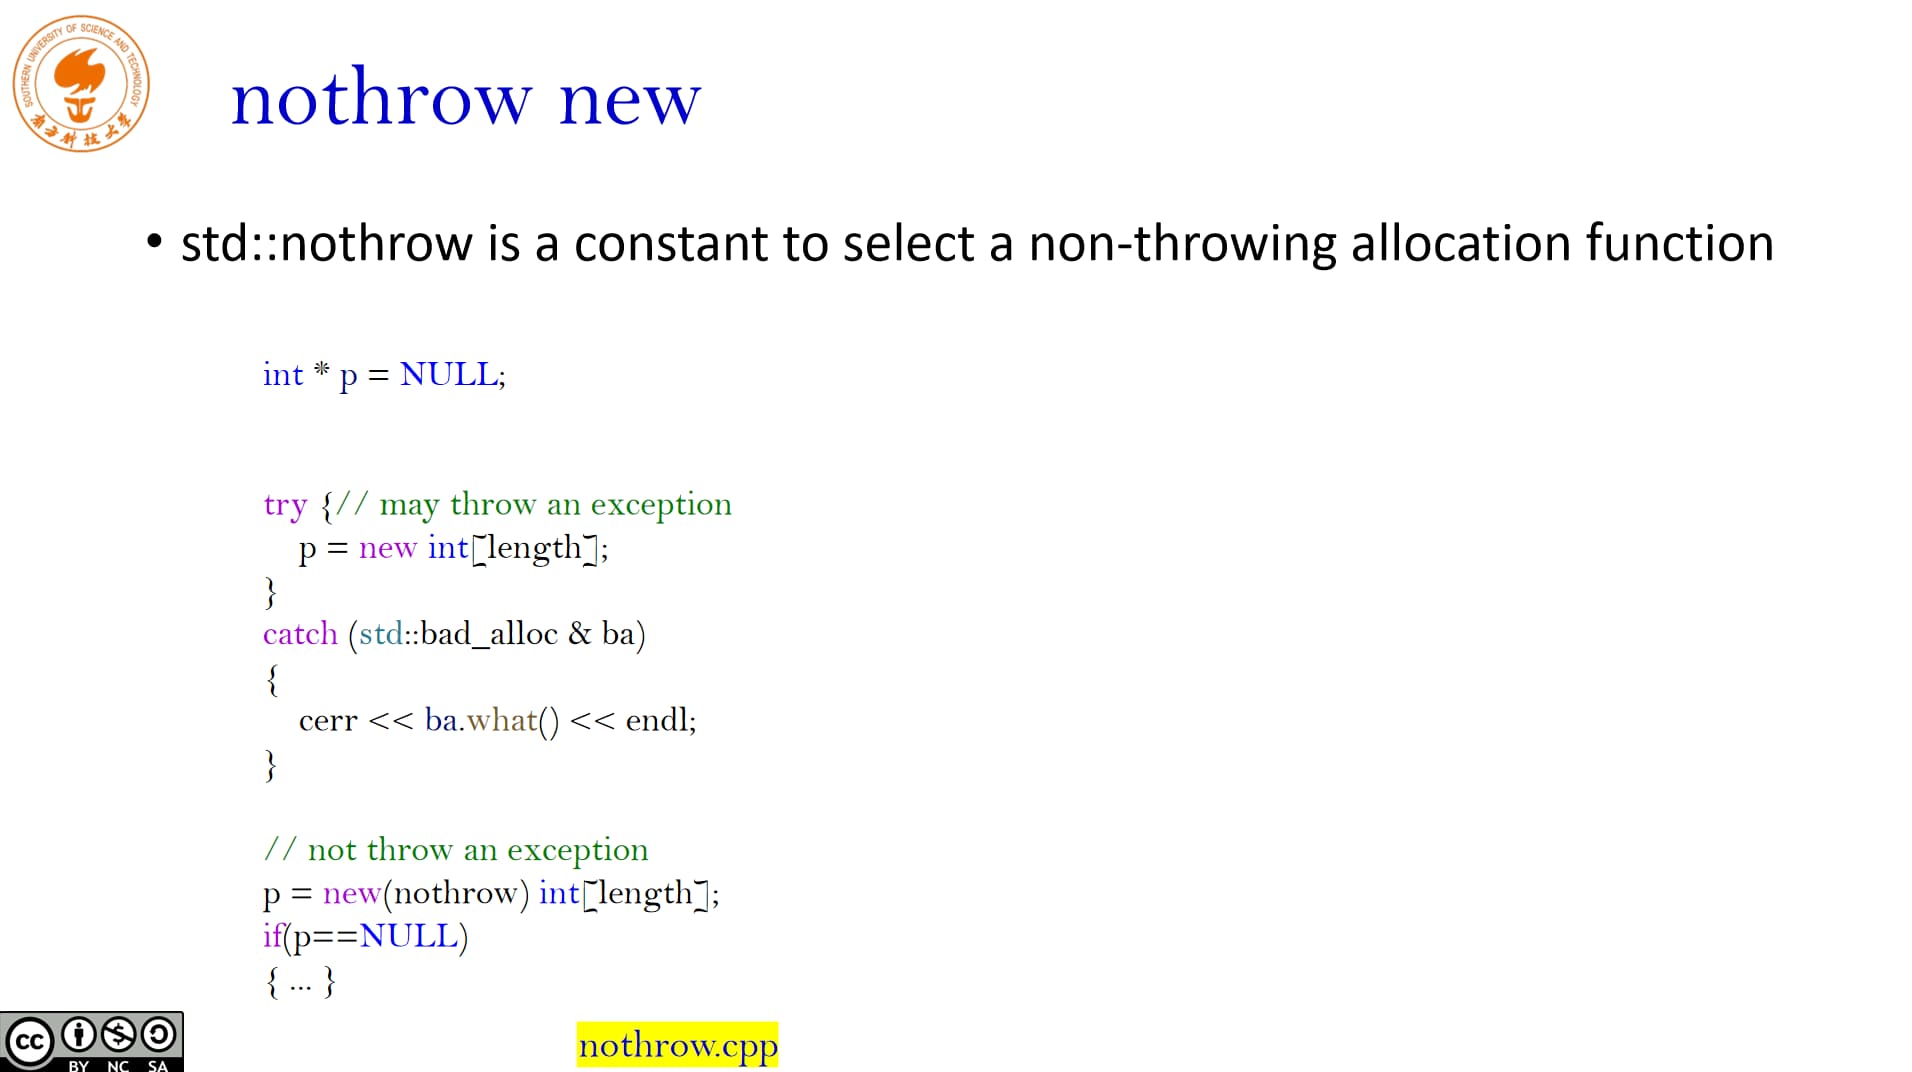 SOUTHERN UNIVERSITY OF SCIENCE AND TECHNOLOGY
南方科技大学
nothrow new
• std::nothrow is a constant to select a non-throwing allocation function
int * p = NULL;
try {// may throw an exception
p = new int[length];
}
catch (std::bad_alloc & ba)
{
cerr << ba.what() << endl;
}
// not throw an exception
p = new(nothrow) int[length];
if(p==NULL)
{ ... }
nothrow.cpp
cc
BY NC SA